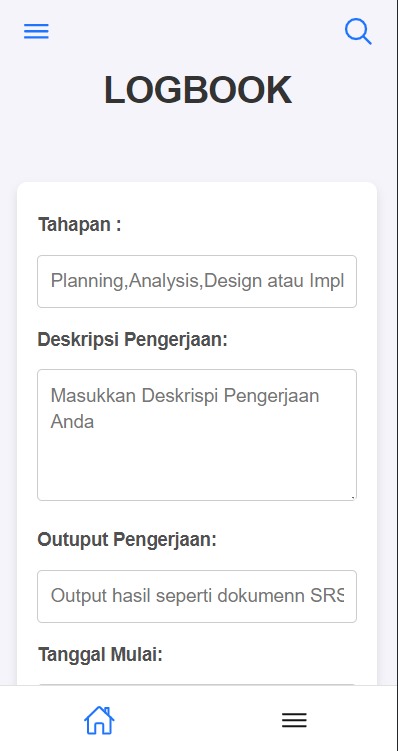 LOGBOOK
Tahapan :
Planning,Analysis,Design atau Impl
Deskripsi Pengerjaan:
Masukkan Deskrispi Pengerjaan
Anda
Outuput Pengerjaan:
Output hasil seperti dokumenn SRS
Tanggal Mulai: